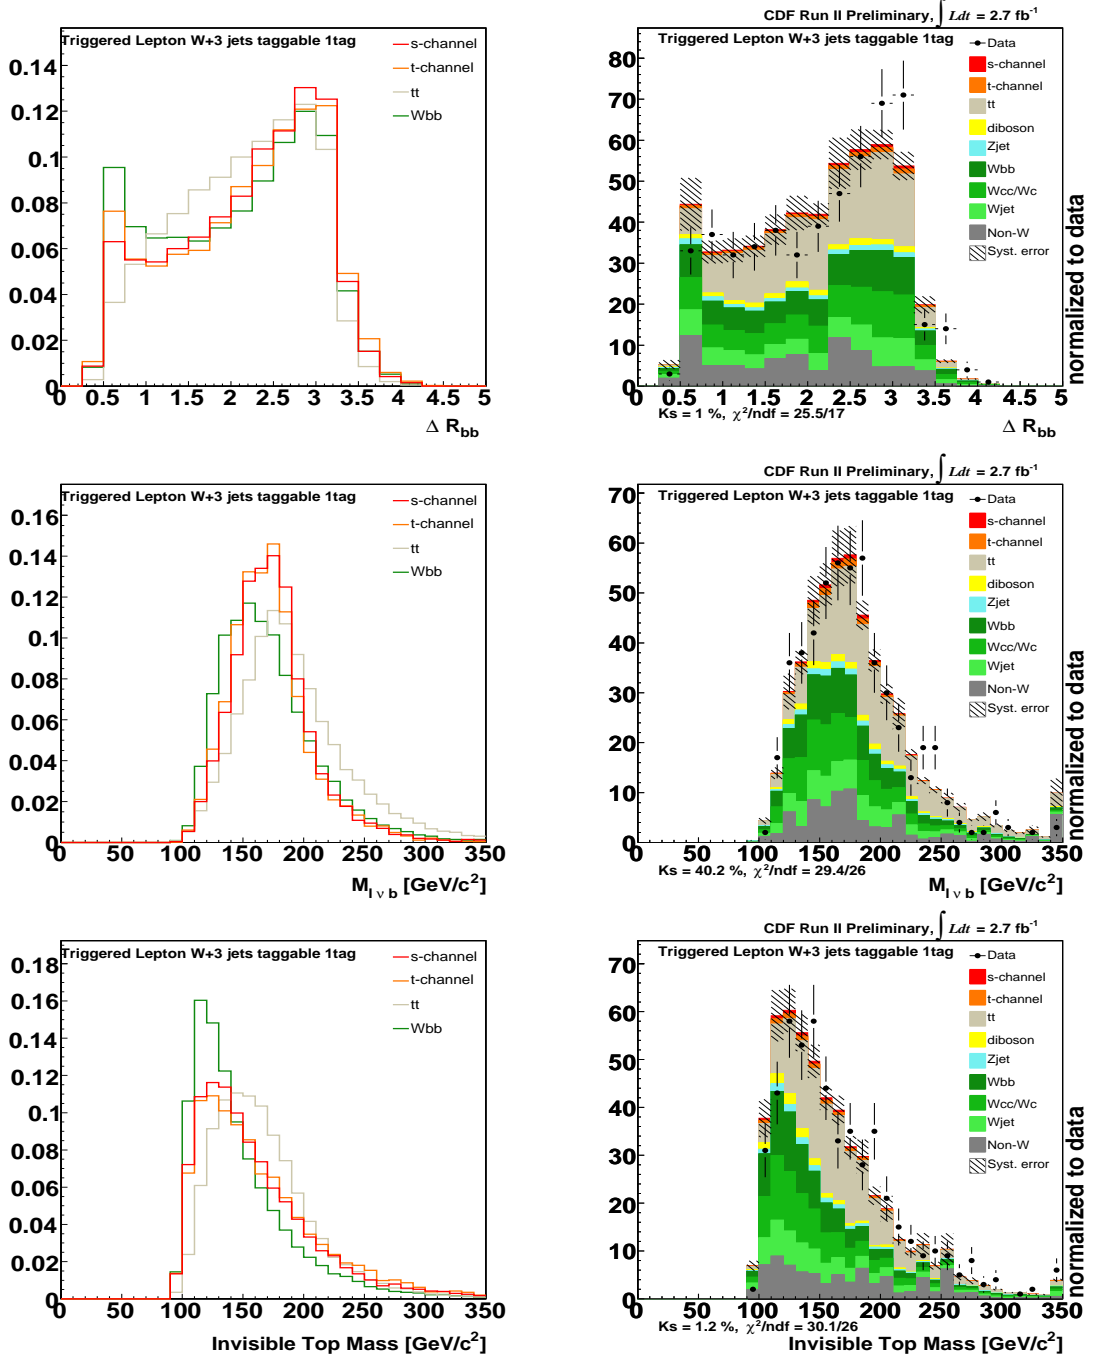 CDF Run II Preliminary, ∫ Ldt = 2.7 fb⁻¹
Triggered Lepton W+3 jets taggable 1tag
s-channel
t-channel
tt
Wbb
0.14
0.12
0.1
0.08
0.06
0.04
0.02
0
0 0.5 1 1.5 2 2.5 3 3.5 4 4.5 5
Δ R_bb
Triggered Lepton W+3 jets taggable 1tag
Data
s-channel
t-channel
tt
diboson
Zjet
Wbb
Wcc/Wc
Wjet
Non-W
Syst. error
80
70
60
50
40
30
20
10
0
0 0.5 1 1.5 2 2.5 3 3.5 4 4.5 5
Ks = 1 %, χ²/ndf = 25.5/17
Δ R_bb
normalized to data
CDF Run II Preliminary, ∫ Ldt = 2.7 fb⁻¹
Triggered Lepton W+3 jets taggable 1tag
s-channel
t-channel
tt
Wbb
0.16
0.14
0.12
0.1
0.08
0.06
0.04
0.02
0
0 50 100 150 200 250 300 350
M_l ν b [GeV/c²]
Triggered Lepton W+3 jets taggable 1tag
Data
s-channel
t-channel
tt
diboson
Zjet
Wbb
Wcc/Wc
Wjet
Non-W
Syst. error
70
60
50
40
30
20
10
0
0 50 100 150 200 250 300 350
Ks = 40.2 %, χ²/ndf = 29.4/26
M_l ν b [GeV/c²]
normalized to data
CDF Run II Preliminary, ∫ Ldt = 2.7 fb⁻¹
Triggered Lepton W+3 jets taggable 1tag
s-channel
t-channel
tt
Wbb
0.18
0.16
0.14
0.12
0.1
0.08
0.06
0.04
0.02
0
0 50 100 150 200 250 300 350
Invisible Top Mass [GeV/c²]
Triggered Lepton W+3 jets taggable 1tag
Data
s-channel
t-channel
tt
diboson
Zjet
Wbb
Wcc/Wc
Wjet
Non-W
Syst. error
70
60
50
40
30
20
10
0
0 50 100 150 200 250 300 350
Ks = 1.2 %, χ²/ndf = 30.1/26
Invisible Top Mass [GeV/c²]
normalized to data